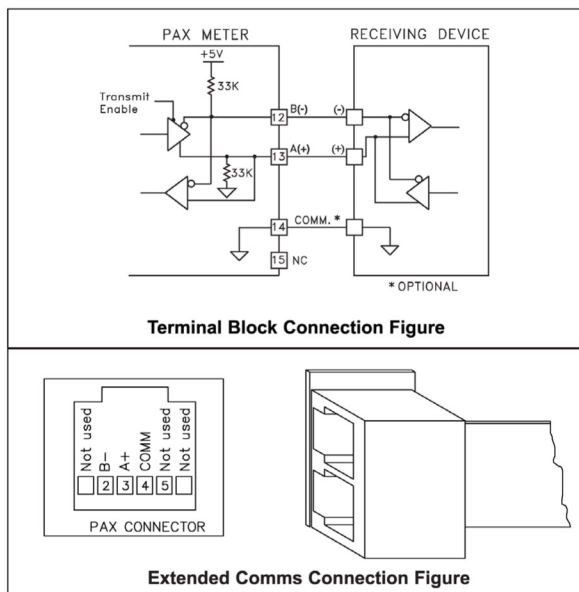 PAX METER
RECEIVING DEVICE
+5V
33K
Transmit
Enable
12 B(-) (-)
13 A(+) (+)
33K
14 COMM. * 
15 NC
* OPTIONAL
Terminal Block Connection Figure
Not used
B-
A+
COMM
Not used
Not used
2 3 4 5
PAX CONNECTOR
Extended Comms Connection Figure